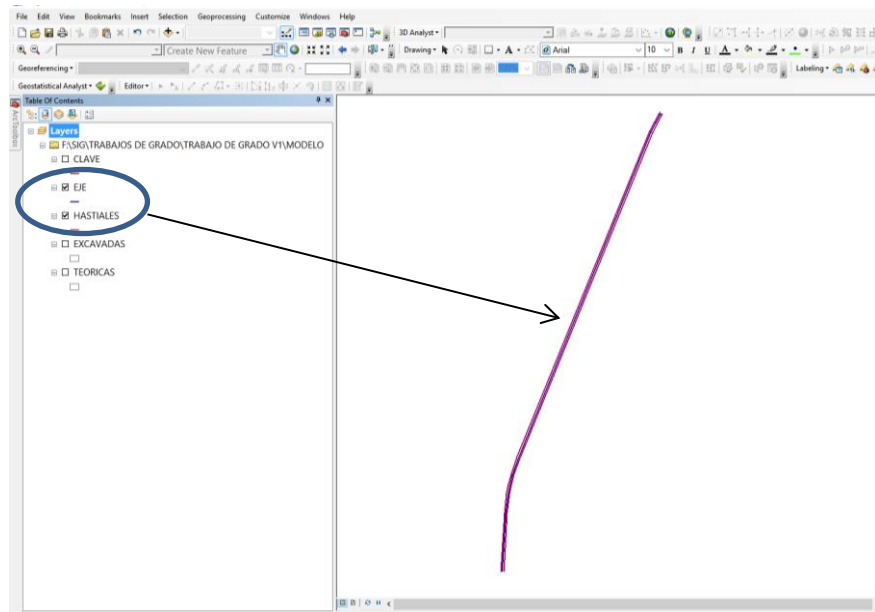 File Edit View Bookmarks Insert Selection Geoprocessing Customize Windows Help
3D Analyst
Create New Feature Drawing Arial 10 B I U A
Georeferencing Labeling
Geostatistical Analyst Editor
Table Of Contents
ArcToolbox
Layers
F:\SIG\TRABAJOS DE GRADO\TRABAJO DE GRADO V1\MODELO
CLAVE
EJE
HASTIALES
EXCAVADAS
TEORICAS